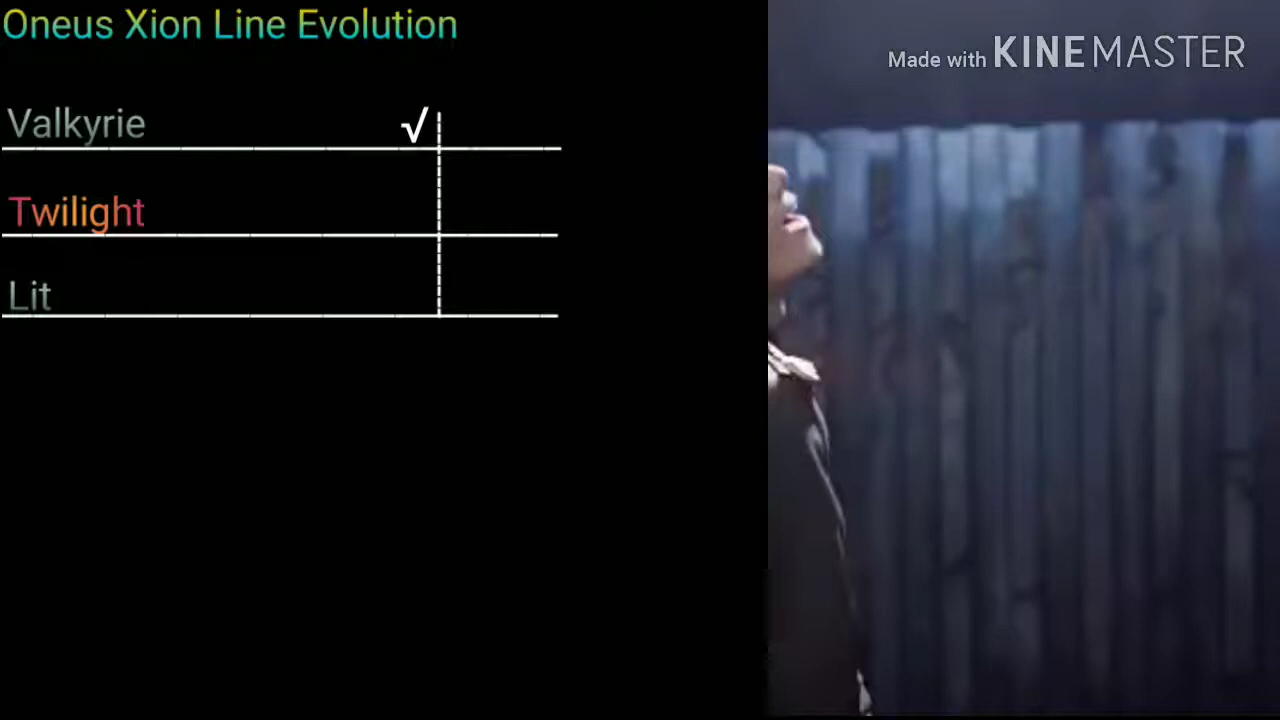 Oneus Xion Line Evolution
Made with KINEMASTER
Valkyrie √
Twilight
Lit